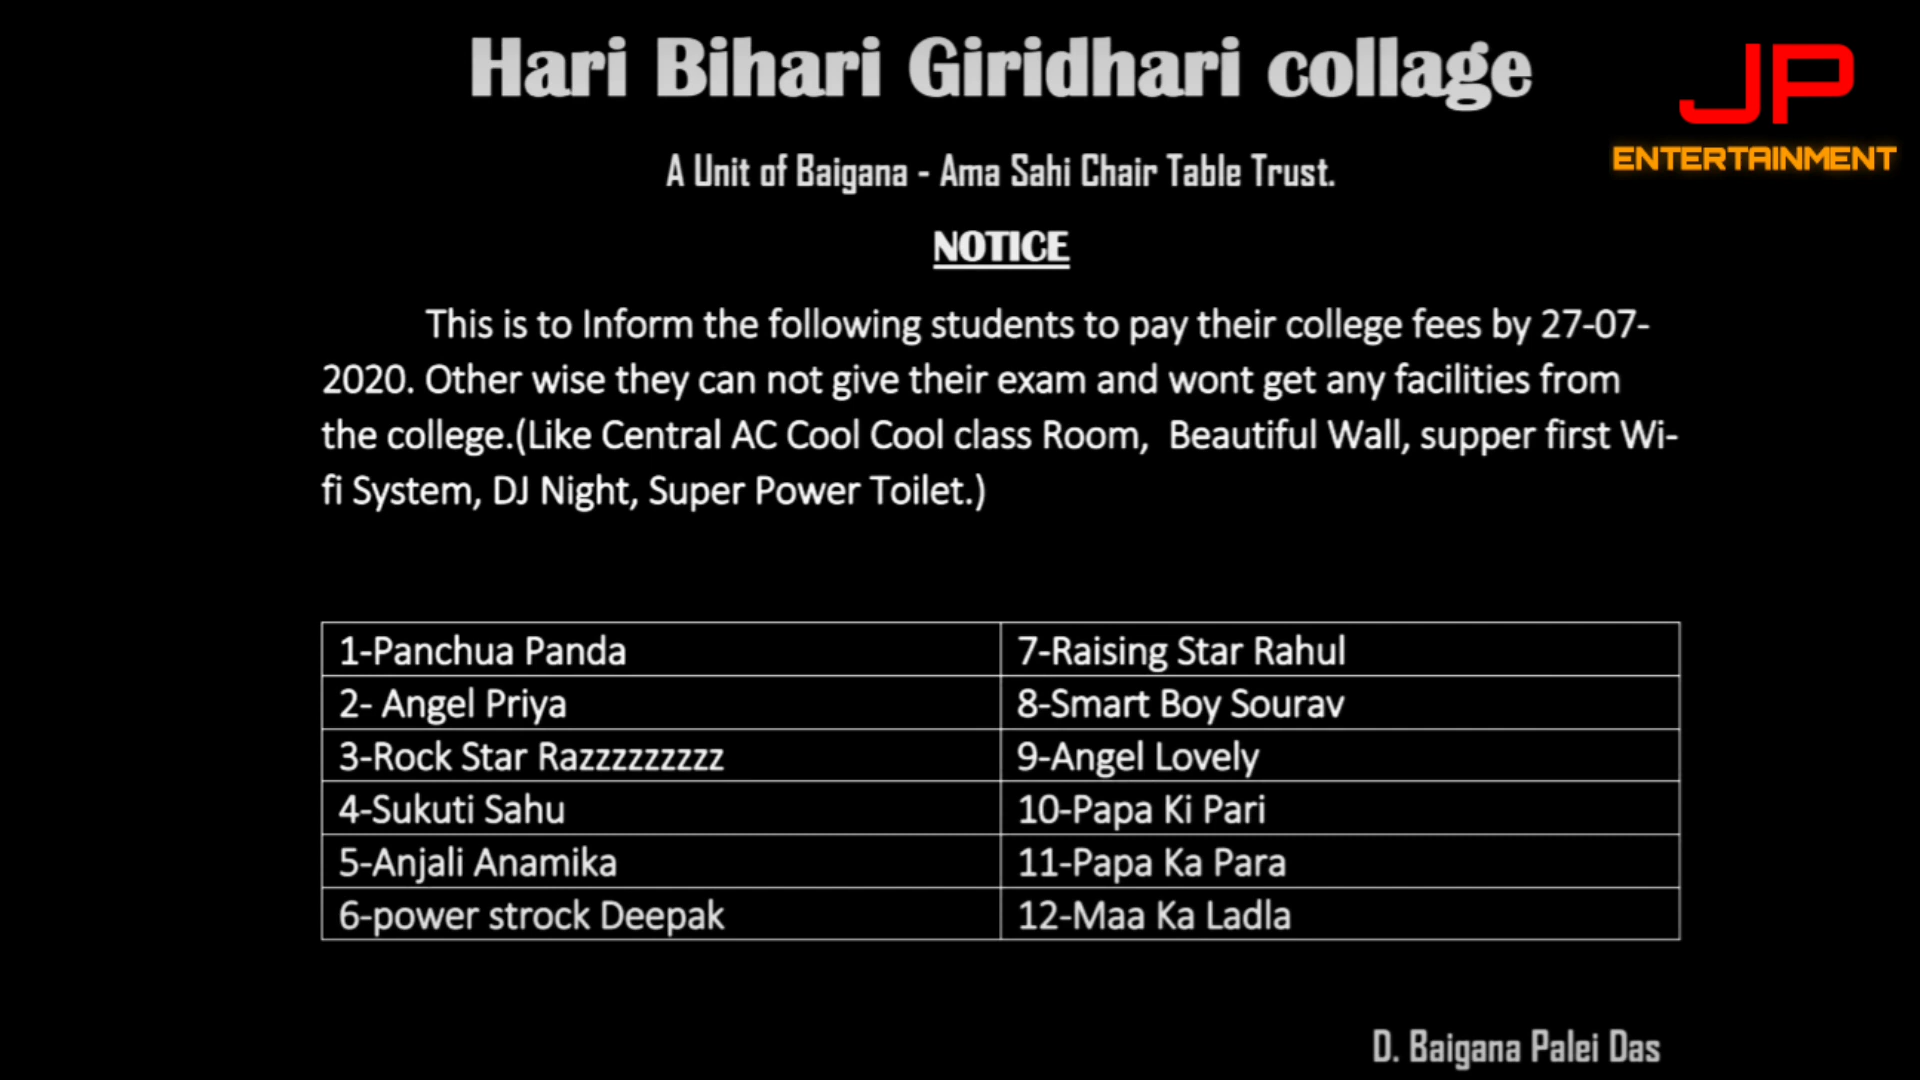 Hari Bihari Giridhari collage
JP
ENTERTAINMENT
A Unit of Baigana - Ama Sahi Chair Table Trust.
NOTICE
This is to Inform the following students to pay their college fees by 27-07-
2020. Other wise they can not give their exam and wont get any facilities from
the college.(Like Central AC Cool Cool class Room,  Beautiful Wall, supper first Wi-
fi System, DJ Night, Super Power Toilet.)
1-Panchua Panda
7-Raising Star Rahul
2- Angel Priya
8-Smart Boy Sourav
3-Rock Star Razzzzzzzzz
9-Angel Lovely
4-Sukuti Sahu
10-Papa Ki Pari
5-Anjali Anamika
11-Papa Ka Para
6-power strock Deepak
12-Maa Ka Ladla
D. Baigana Palei Das